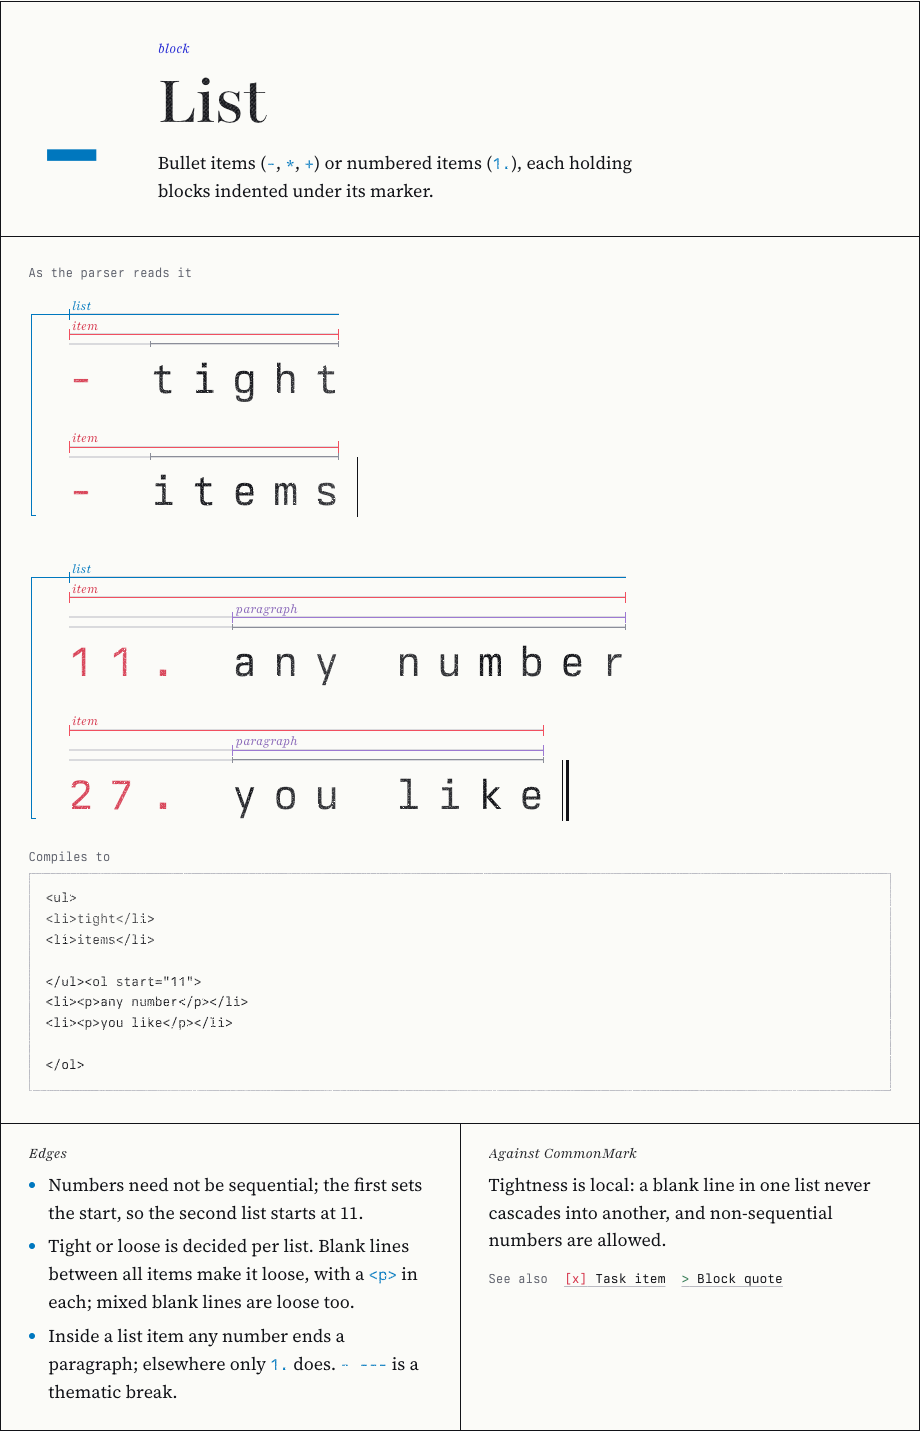 block
List
Bullet items (-, *, +) or numbered items (1.), each holding
blocks indented under its marker.
As the parser reads it
list
item
- tight
item
- items
list
item
paragraph
11. any number
item
paragraph
27. you like
Compiles to
<ul>
<li>tight</li>
<li>items</li>
</ul><ol start="11">
<li><p>any number</p></li>
<li><p>you like</p></li>
</ol>
Edges
Numbers need not be sequential; the first sets
the start, so the second list starts at 11.
Tight or loose is decided per list. Blank lines
between all items make it loose, with a <p> in
each; mixed blank lines are loose too.
Inside a list item any number ends a
paragraph; elsewhere only 1. does. - --- is a
thematic break.
Against CommonMark
Tightness is local: a blank line in one list never
cascades into another, and non-sequential
numbers are allowed.
See also [x] Task item > Block quote